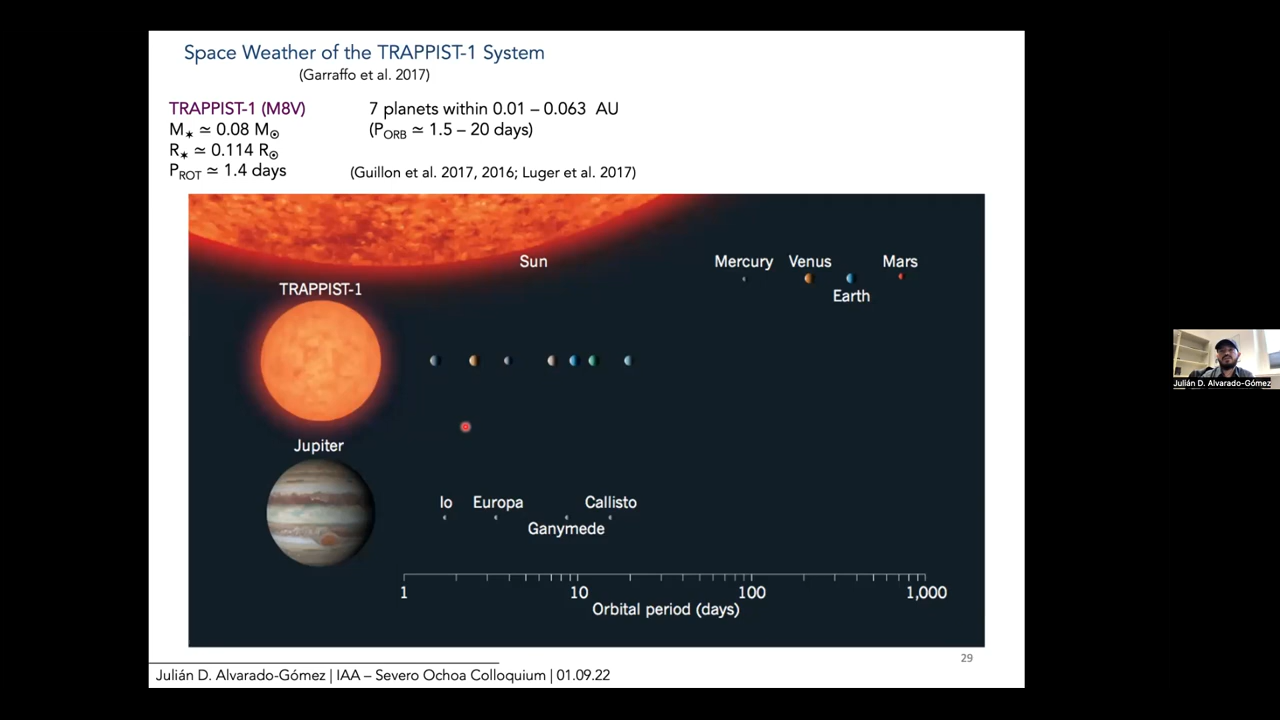 Space Weather of the TRAPPIST-1 System
(Garraffo et al. 2017)
TRAPPIST-1 (M8V)
M★ ≃ 0.08 M⊙
R★ ≃ 0.114 R⊙
PROT ≃ 1.4 days
7 planets within 0.01 – 0.063 AU
(PORB ≃ 1.5 – 20 days)
(Guillon et al. 2017, 2016; Luger et al. 2017)
Sun
Mercury Venus Mars
Earth
TRAPPIST-1
Jupiter
Io Europa Callisto
Ganymede
1 10 100 1,000
Orbital period (days)
29
Julián D. Alvarado-Gómez | IAA – Severo Ochoa Colloquium | 01.09.22
Julián D. Alvarado-Gómez